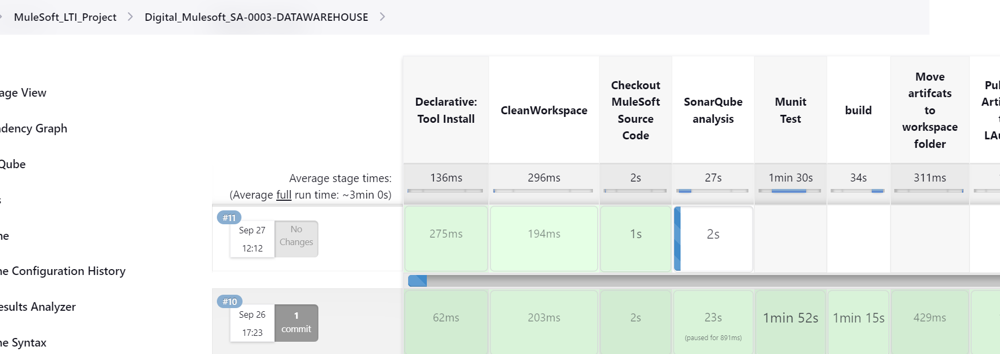 MuleSoft_LTI_Project > Digital_Mulesoft_SA-0003-DATAWAREHOUSE >
age View
dency Graph
Qube
s
ne
ne Configuration History
esults Analyzer
ne Syntax
Declarative:
Tool Install
CleanWorkspace
Checkout
MuleSoft
Source
Code
SonarQube
analysis
Munit
Test
build
Move
artifcats
to
workspace
folder
Pul
Arti
t
LAu
Average stage times:
(Average full run time: ~3min 0s)
136ms
296ms
2s
27s
1min 30s
34s
311ms
#11
Sep 27
12:12
No
Changes
275ms
194ms
1s
2s
#10
Sep 26
17:23
1
commit
62ms
203ms
2s
23s
(paused for 891ms)
1min 52s
1min 15s
429ms